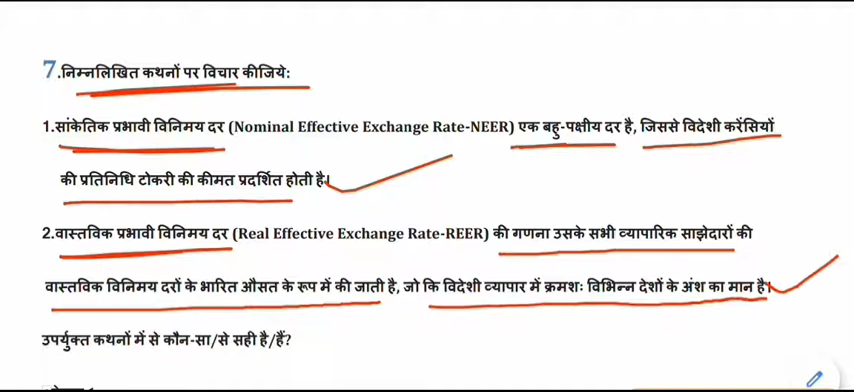 7.निम्नलिखित कथनों पर विचार कीजिये:
1.सांकेतिक प्रभावी विनिमय दर (Nominal Effective Exchange Rate-NEER) एक बहु-पक्षीय दर है, जिससे विदेशी करेंसियों
की प्रतिनिधि टोकरी की कीमत प्रदर्शित होती है।
2.वास्तविक प्रभावी विनिमय दर (Real Effective Exchange Rate-REER) की गणना उसके सभी व्यापारिक साझेदारों की
वास्तविक विनिमय दरों के भारित औसत के रूप में की जाती है, जो कि विदेशी व्यापार में क्रमशः विभिन्न देशों के अंश का मान है।
उपर्युक्त कथनों में से कौन-सा/से सही है/हैं?